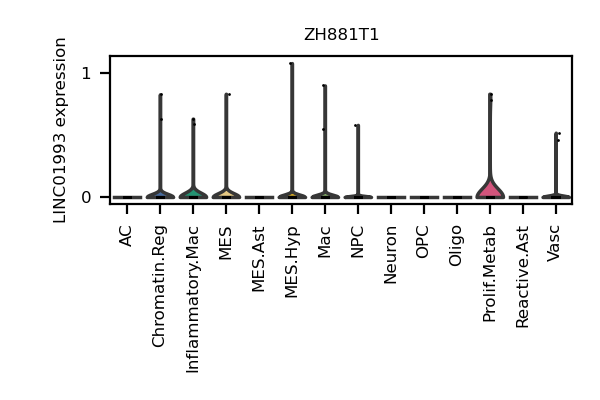 ZH881T1
LINC01993 expression
1
0
AC
Chromatin.Reg
Inflammatory.Mac
MES
MES.Ast
MES.Hyp
Mac
NPC
Neuron
OPC
Oligo
Prolif.Metab
Reactive.Ast
Vasc